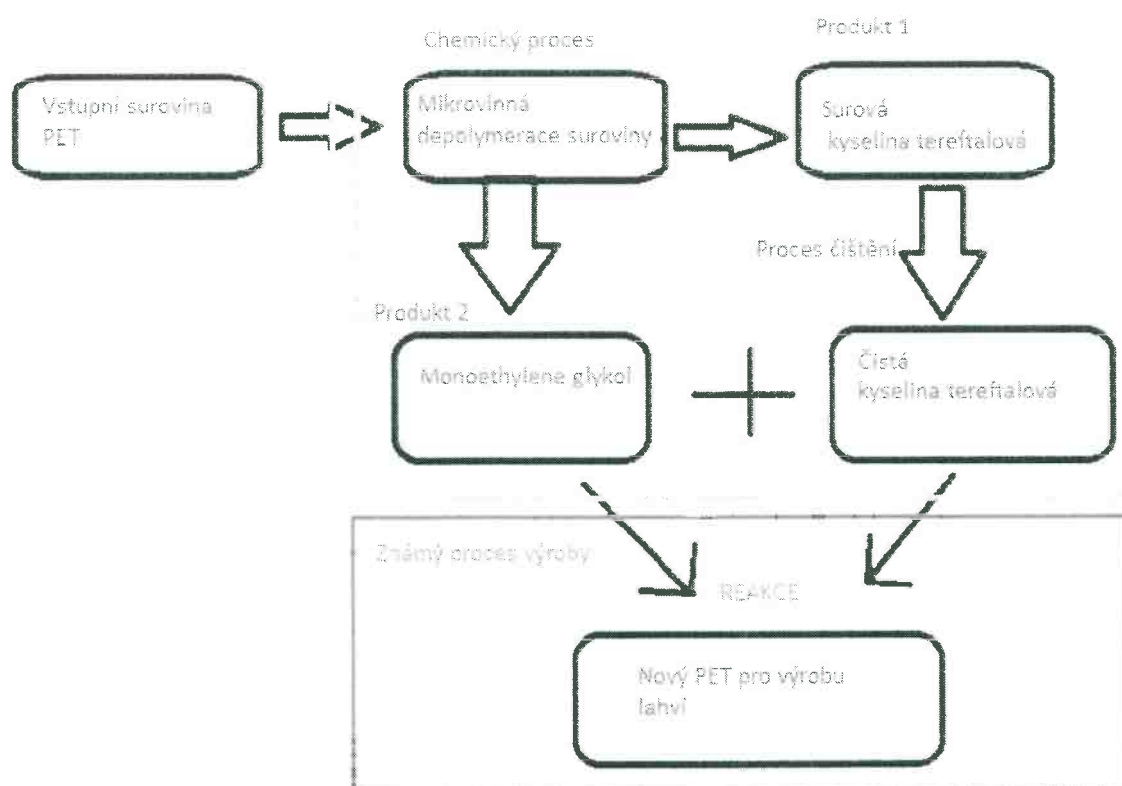 Chemický proces
Produkt 1
Vstupní surovina
PET
Mikrovinná
depolymerace suroviny
Surová
kyselina tereftalová
Proces čištění
Produkt 2
Monoethylene glykol
Čistá
kyselina tereftalová
Známý proces výroby
REAKCE
Nový PET pro výrobu
lahví